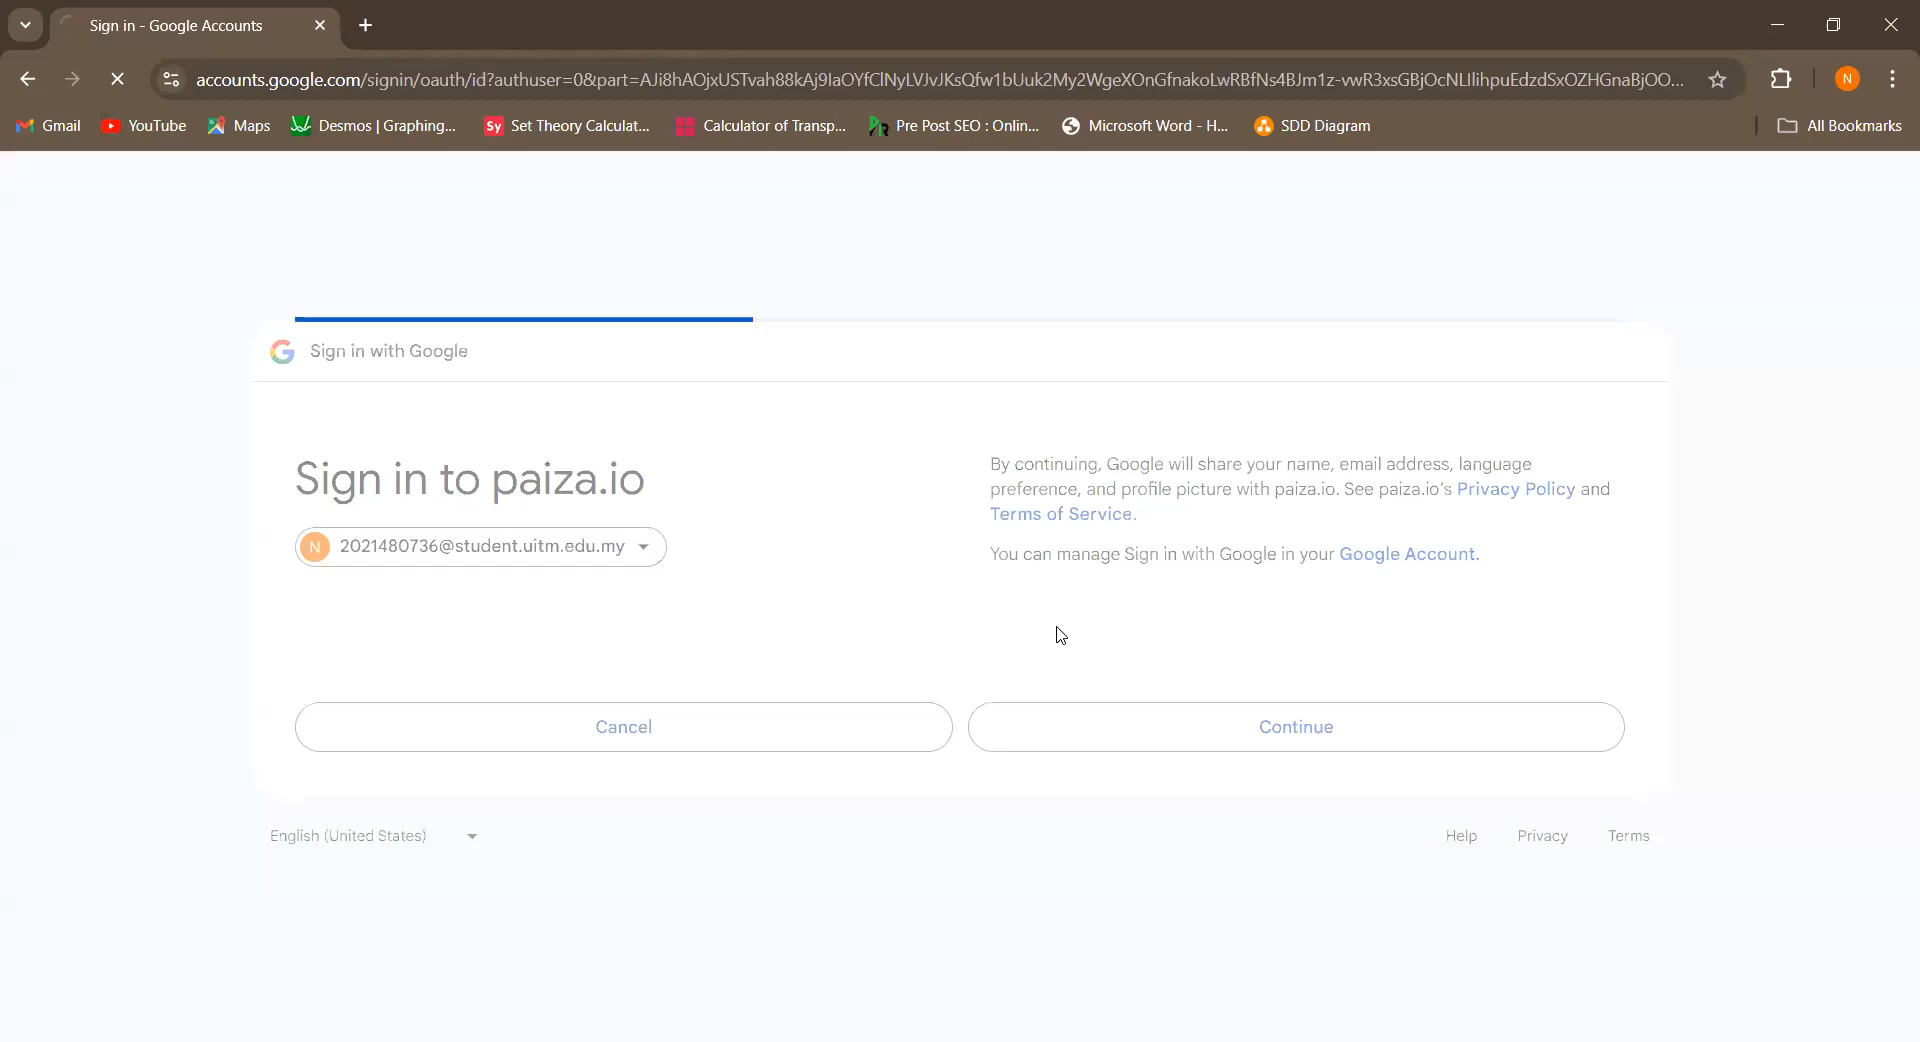 Sign in - Google Accounts
accounts.google.com/signin/oauth/id?authuser=0&part=AJi8hAOjxUSTvah88kAj9IaOYfClNyLVJvJKsQfw1bUuk2My2WgeXOnGfnakoLwRBfNs4BJm1z-vwR3xsGBjOcNLIlihpuEdzdSxOZHGnaBjOO...
N
Gmail YouTube Maps Desmos | Graphing... Sy Set Theory Calculat... Calculator of Transp... Pre Post SEO : Onlin... Microsoft Word - H... SDD Diagram All Bookmarks
Sign in with Google
Sign in to paiza.io
N 2021480736@student.uitm.edu.my
By continuing, Google will share your name, email address, language
preference, and profile picture with paiza.io. See paiza.io's Privacy Policy and
Terms of Service.
You can manage Sign in with Google in your Google Account.
Cancel Continue
English (United States) Help Privacy Terms